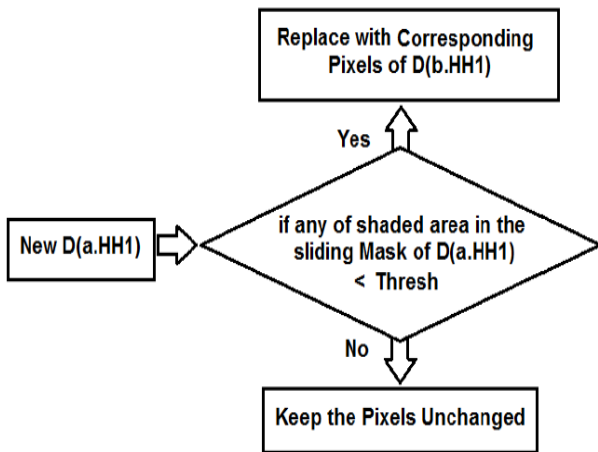 Replace with Corresponding
Pixels of D(b.HH1)
Yes
if any of shaded area in the
sliding Mask of D(a.HH1)
< Thresh
New D(a.HH1)
No
Keep the Pixels Unchanged